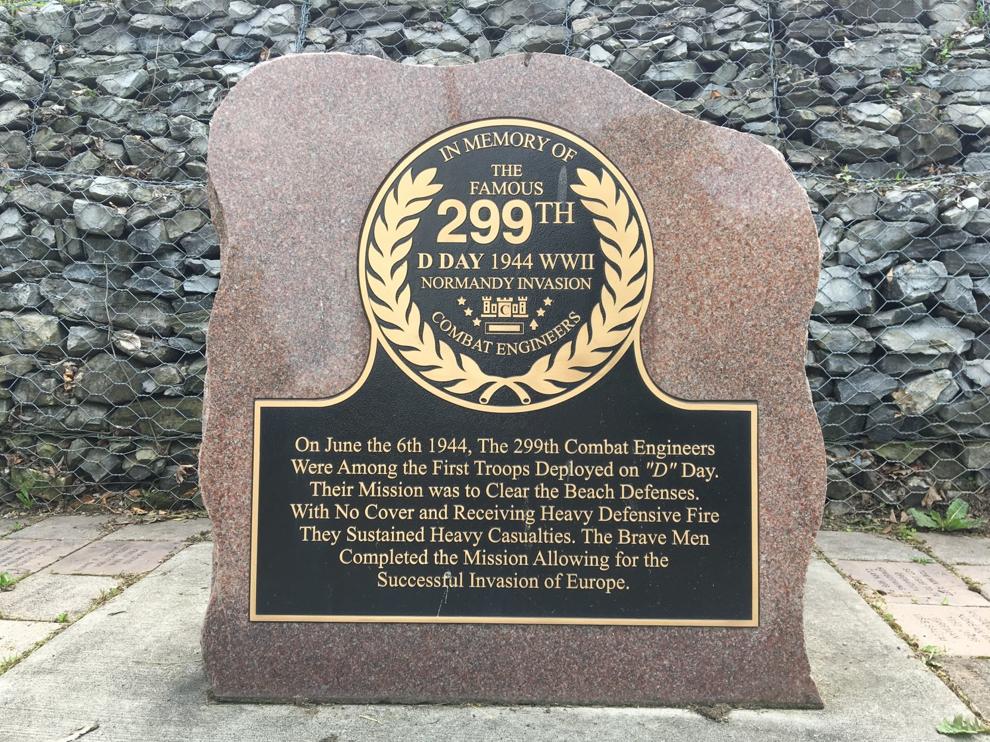 IN MEMORY OF
THE
FAMOUS
299TH
D DAY 1944 WWII
NORMANDY INVASION
COMBAT ENGINEERS
On June the 6th 1944, The 299th Combat Engineers
Were Among the First Troops Deployed on "D" Day.
Their Mission was to Clear the Beach Defenses.
With No Cover and Receiving Heavy Defensive Fire
They Sustained Heavy Casualties. The Brave Men
Completed the Mission Allowing for the
Successful Invasion of Europe.